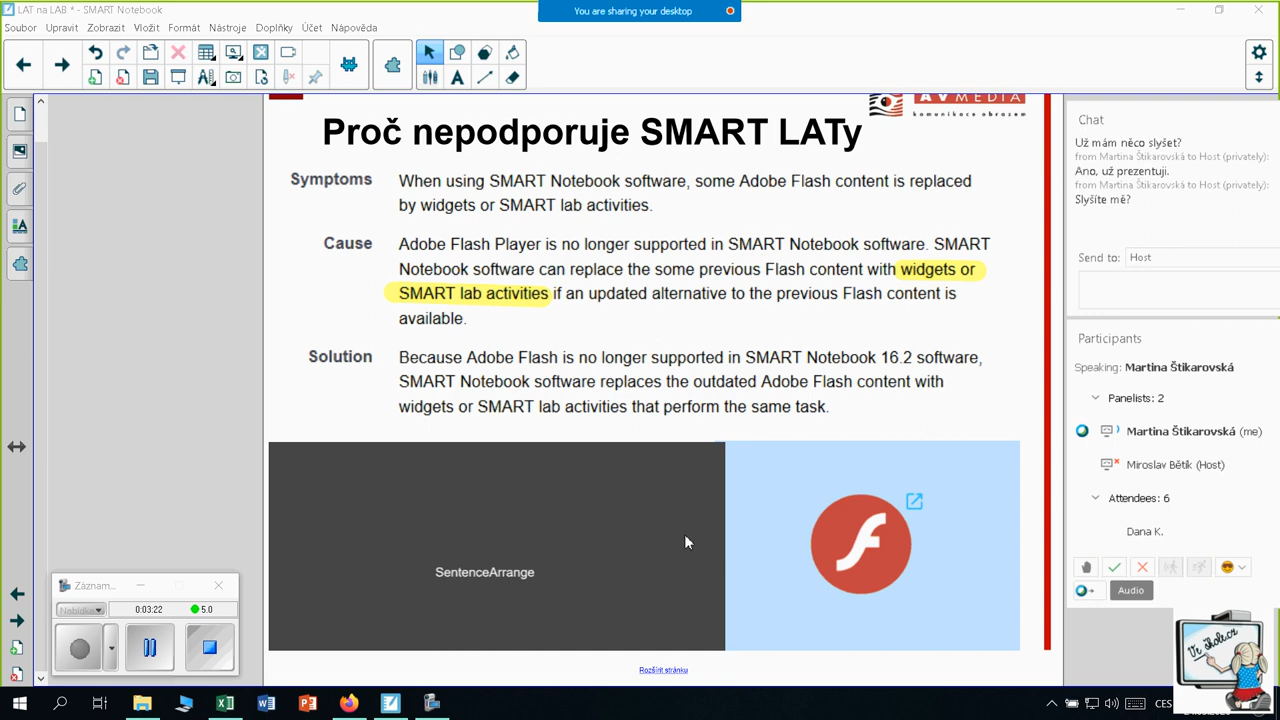 LAT na LAB * - SMART Notebook
You are sharing your desktop
Soubor Upravit Zobrazit Vložit Formát Nástroje Doplňky Účet Nápověda
AV MEDIA
komunikace obrazem
Proč nepodporuje SMART LATy
Symptoms
When using SMART Notebook software, some Adobe Flash content is replaced
by widgets or SMART lab activities.
Cause
Adobe Flash Player is no longer supported in SMART Notebook software. SMART
Notebook software can replace the some previous Flash content with widgets or
SMART lab activities if an updated alternative to the previous Flash content is
available.
Solution
Because Adobe Flash is no longer supported in SMART Notebook 16.2 software,
SMART Notebook software replaces the outdated Adobe Flash content with
widgets or SMART lab activities that perform the same task.
SentenceArrange
Rozšířit stránku
Záznam...
Nabídka
0:03:22
5.0
Chat
Už mám něco slyšet?
from Martina Štikarovská to Host (privately):
Ano, už prezentuji.
from Martina Štikarovská to Host (privately):
Slyšíte mě?
Send to: Host
Participants
Speaking: Martina Štikarovská
Panelists: 2
Martina Štikarovská (me)
Miroslav Bětík (Host)
Attendees: 6
Dana K.
Audio
Ve škole.cz
CES